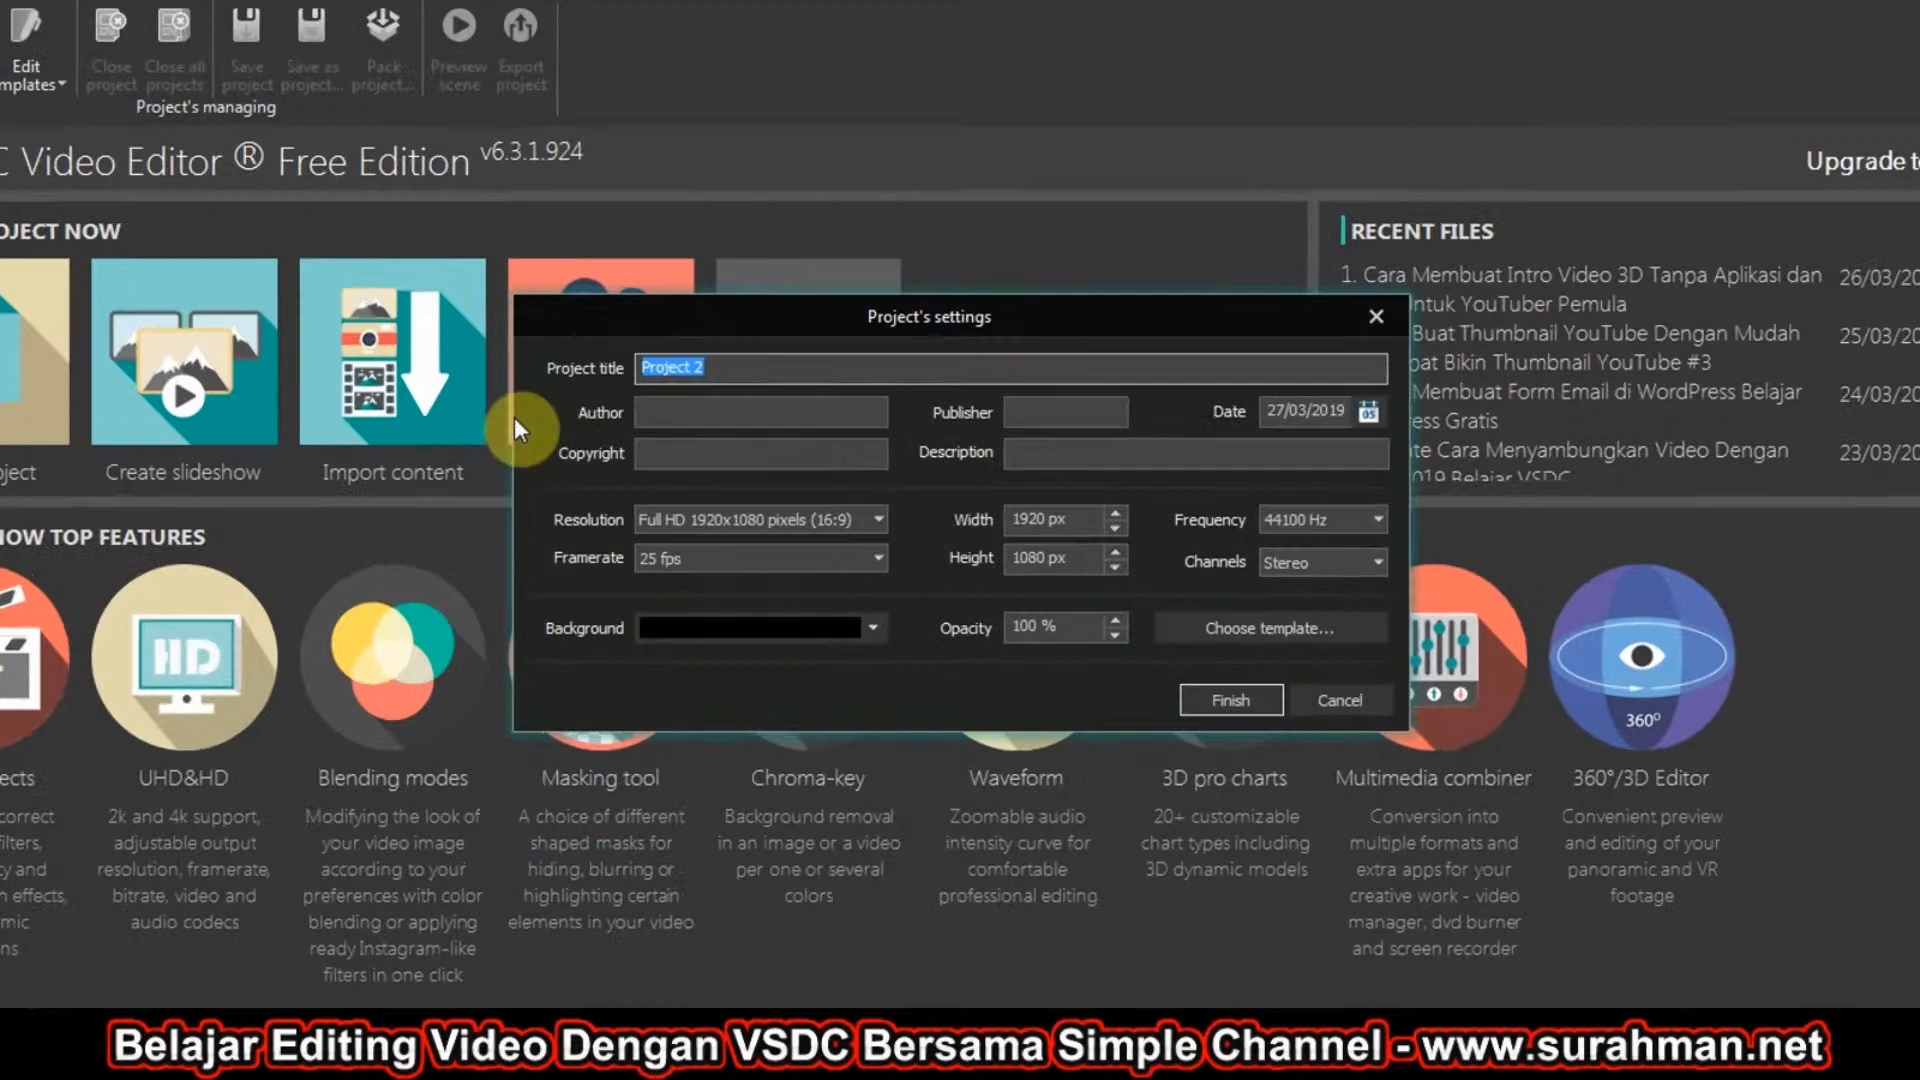 Edit
mplates
Close
project
Close all
projects
Save
project
Save as
project...
Pack
project...
Preview
scene
Export
project
Project's managing
C Video Editor ® Free Edition v6.3.1.924
Upgrade to
OJECT NOW
RECENT FILES
1. Cara Membuat Intro Video 3D Tanpa Aplikasi dan
ntuk YouTuber Pemula
26/03/20
Buat Thumbnail YouTube Dengan Mudah
pat Bikin Thumbnail YouTube #3
25/03/20
Membuat Form Email di WordPress Belajar
ress Gratis
24/03/20
te Cara Menyambungkan Video Dengan
2019 Belajar VSDC
23/03/20
oject
Create slideshow
Import content
Project's settings
Project title
Project 2
Author
Publisher
Date
27/03/2019
05
Copyright
Description
Resolution
Full HD 1920x1080 pixels (16:9)
Width
1920 px
Frequency
44100 Hz
Framerate
25 fps
Height
1080 px
Channels
Stereo
Background
Opacity
100 %
Choose template...
Finish
Cancel
NOW TOP FEATURES
HD
360°
ects
correct
filters,
ty and
n effects,
mic
ns
UHD&HD
2k and 4k support,
adjustable output
resolution, framerate,
bitrate, video and
audio codecs
Blending modes
Modifying the look of
your video image
according to your
preferences with color
blending or applying
ready Instagram-like
filters in one click
Masking tool
A choice of different
shaped masks for
hiding, blurring or
highlighting certain
elements in your video
Chroma-key
Background removal
in an image or a video
per one or several
colors
Waveform
Zoomable audio
intensity curve for
comfortable
professional editing
3D pro charts
20+ customizable
chart types including
3D dynamic models
Multimedia combiner
Conversion into
multiple formats and
extra apps for your
creative work - video
manager, dvd burner
and screen recorder
360°/3D Editor
Convenient preview
and editing of your
panoramic and VR
footage
Belajar Editing Video Dengan VSDC Bersama Simple Channel - www.surahman.net